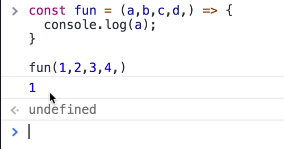 > const fun = (a,b,c,d,) => {
console.log(a);
}
fun(1,2,3,4,)
1
undefined
>